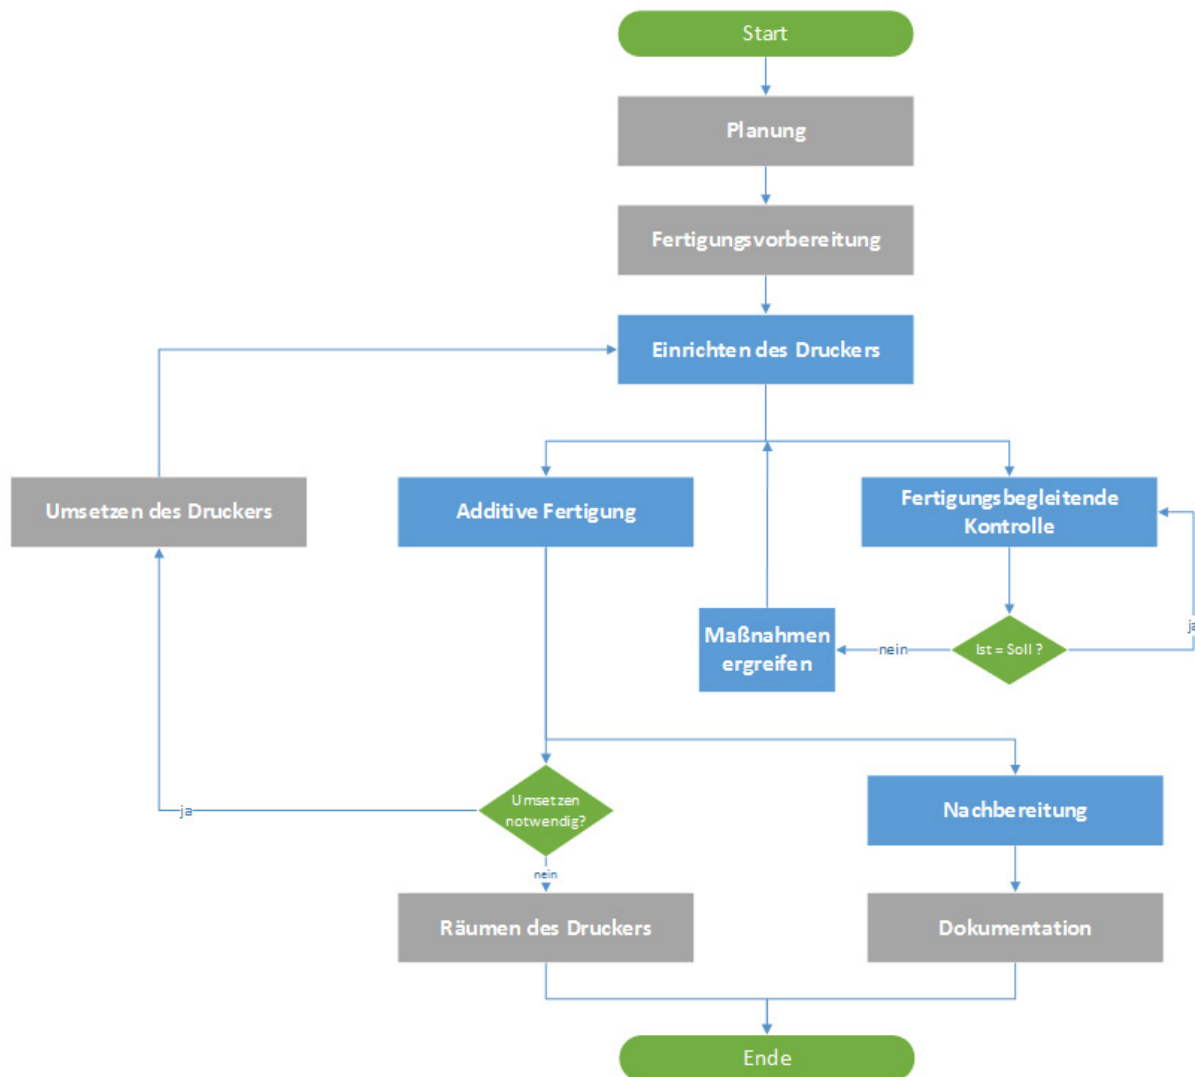 Start
Planung
Fertigungsvorbereitung
Einrichten des Druckers
Umsetzen des Druckers
Additive Fertigung
Fertigungsbegleitende
Kontrolle
Maßnahmen
ergreifen
nein
Ist = Soll ?
ja
Umsetzen
notwendig?
ja
nein
Nachbereitung
Räumen des Druckers
Dokumentation
Ende